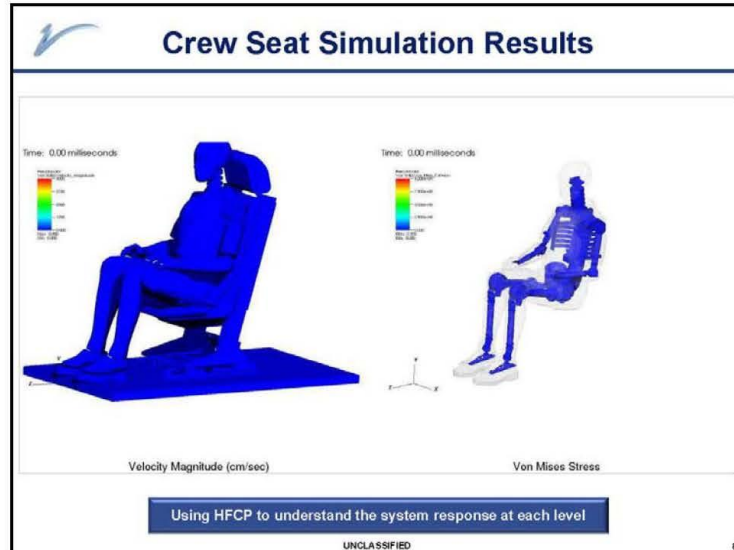 Crew Seat Simulation Results
Time: 0.00 milliseconds
Time: 0.00 milliseconds
Y
Z
Y
Z
X
Velocity Magnitude (cm/sec)
Von Mises Stress
Using HFCP to understand the system response at each level
UNCLASSIFIED